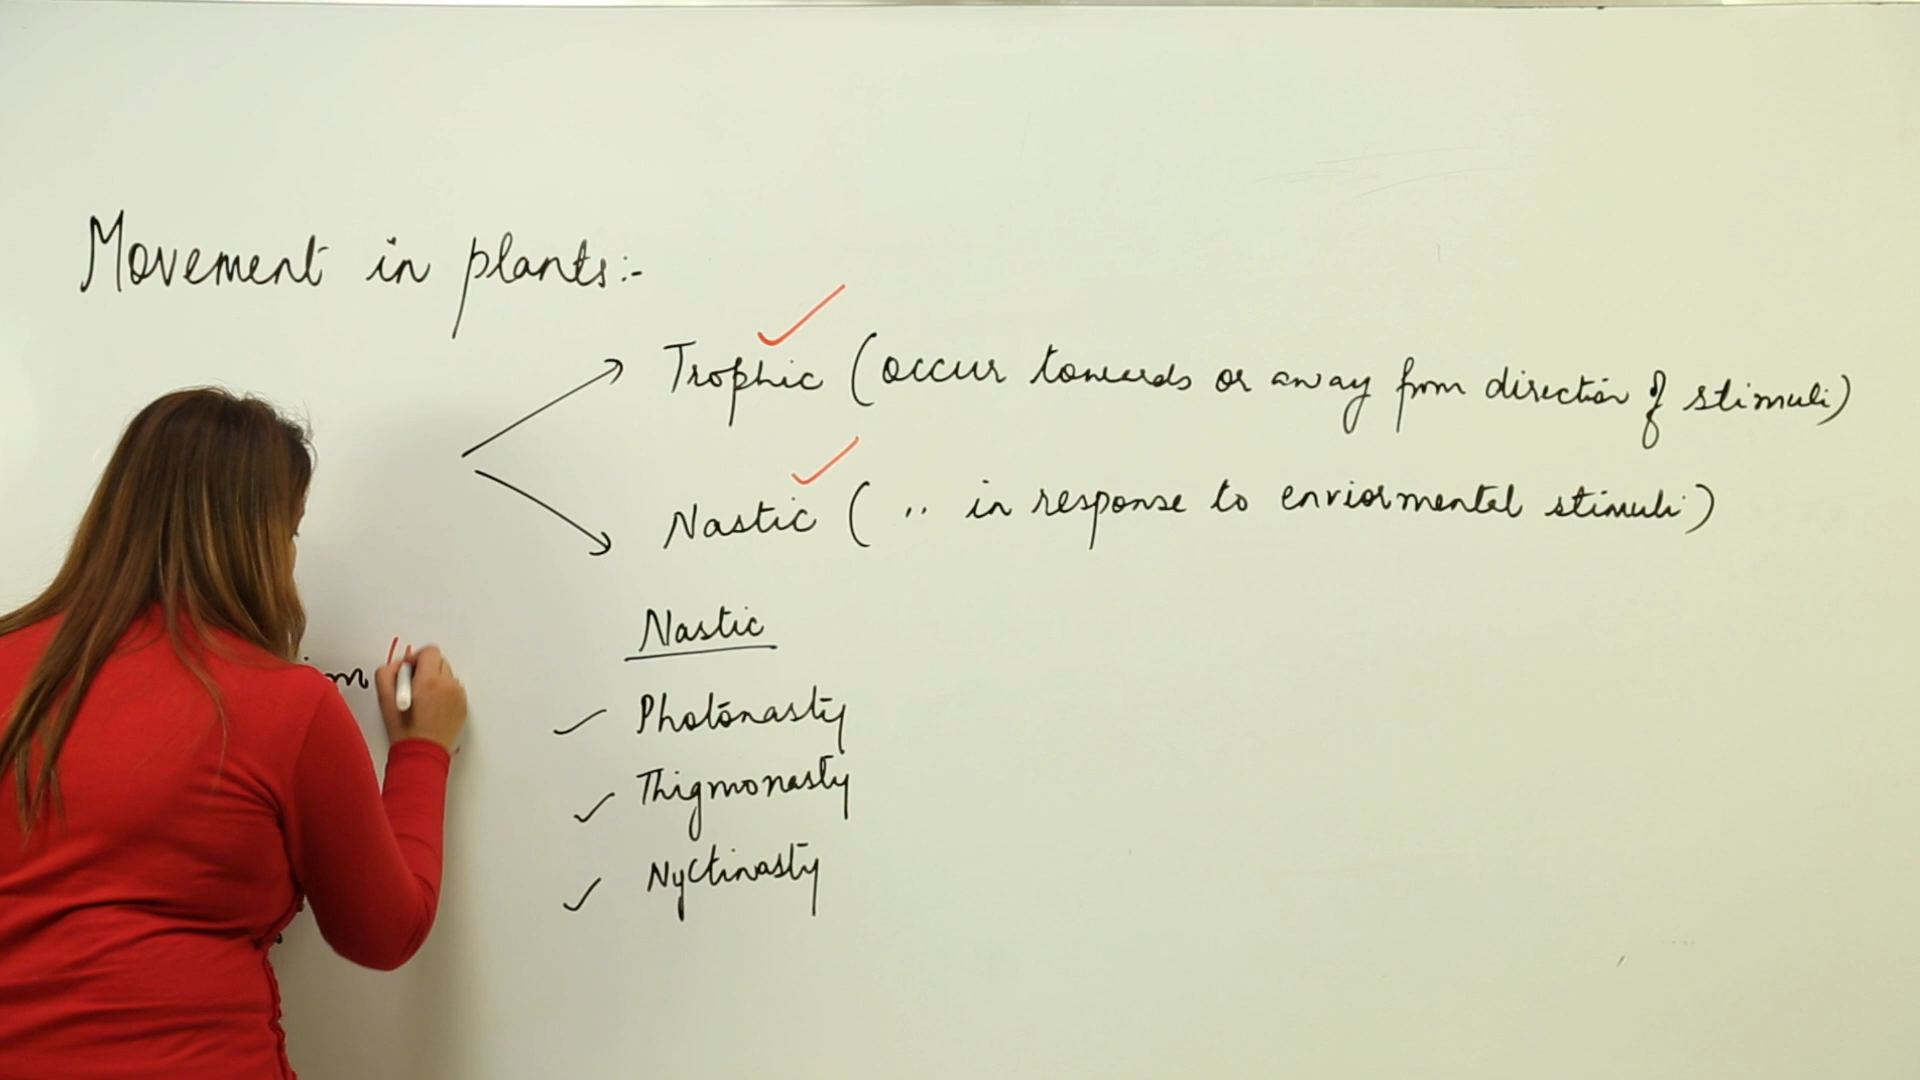 Movement in plants:-
Trophic (occur towards or away from direction of stimuli)
Nastic ( ,, in response to enviormental stimuli)
Nastic
Photonasty
Thigmonasty
Nyctinasty